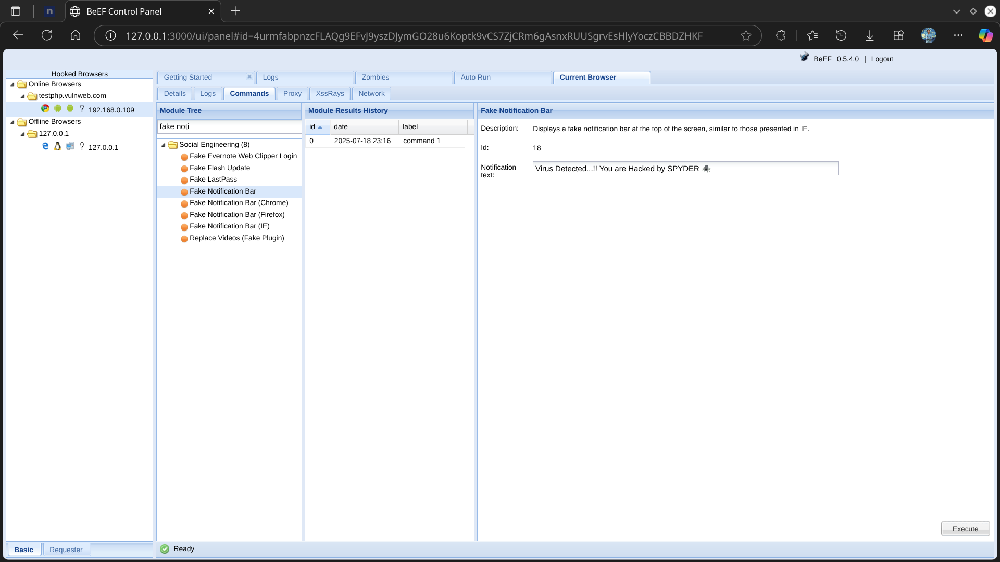 n
BeEF Control Panel
127.0.0.1:3000/ui/panel#id=4urmfabpnzcFLAQg9EFvJ9yszDJymGO28u6Koptk9vCS7ZjCRm6gAsnxRUUSgrvEsHlyYoczCBBDZHKF
BeEF 0.5.4.0 | Logout
Hooked Browsers
Online Browsers
testphp.vulnweb.com
? 192.168.0.109
Offline Browsers
127.0.0.1
? 127.0.0.1
Basic Requester
Getting Started Logs Zombies Auto Run Current Browser
Details Logs Commands Proxy XssRays Network
Module Tree
fake noti
Social Engineering (8)
Fake Evernote Web Clipper Login
Fake Flash Update
Fake LastPass
Fake Notification Bar
Fake Notification Bar (Chrome)
Fake Notification Bar (Firefox)
Fake Notification Bar (IE)
Replace Videos (Fake Plugin)
Module Results History
id date label
0 2025-07-18 23:16 command 1
Fake Notification Bar
Description: Displays a fake notification bar at the top of the screen, similar to those presented in IE.
Id: 18
Notification text: Virus Detected...!! You are Hacked by SPYDER 🕷
Execute
Ready